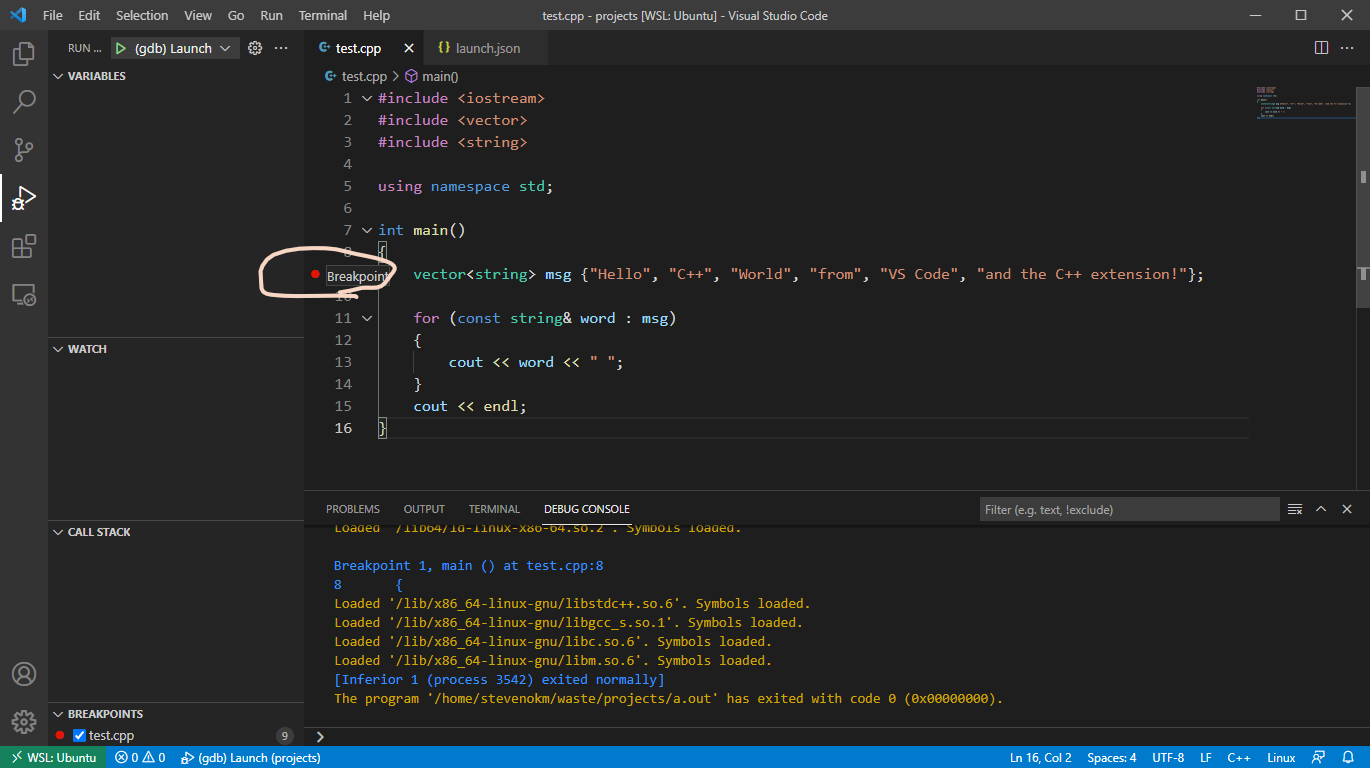 File Edit Selection View Go Run Terminal Help test.cpp - projects [WSL: Ubuntu] - Visual Studio Code
RUN ... (gdb) Launch ···
test.cpp launch.json
test.cpp > main()
VARIABLES
1 #include <iostream>
2 #include <vector>
3 #include <string>
4
5 using namespace std;
6
7 int main()
8 {
Breakpoint vector<string> msg {"Hello", "C++", "World", "from", "VS Code", "and the C++ extension!"};
10
11 for (const string& word : msg)
12 {
13 cout << word << " ";
14 }
15 cout << endl;
16 }
WATCH
CALL STACK
BREAKPOINTS
test.cpp 9
PROBLEMS OUTPUT TERMINAL DEBUG CONSOLE Filter (e.g. text, !exclude)
Loaded '/lib64/ld-linux-x86-64.so.2'. Symbols loaded.
Breakpoint 1, main () at test.cpp:8
8 {
Loaded '/lib/x86_64-linux-gnu/libstdc++.so.6'. Symbols loaded.
Loaded '/lib/x86_64-linux-gnu/libgcc_s.so.1'. Symbols loaded.
Loaded '/lib/x86_64-linux-gnu/libc.so.6'. Symbols loaded.
Loaded '/lib/x86_64-linux-gnu/libm.so.6'. Symbols loaded.
[Inferior 1 (process 3542) exited normally]
The program '/home/stevenokm/waste/projects/a.out' has exited with code 0 (0x00000000).
>
WSL: Ubuntu 0 0 (gdb) Launch (projects) Ln 16, Col 2 Spaces: 4 UTF-8 LF C++ Linux